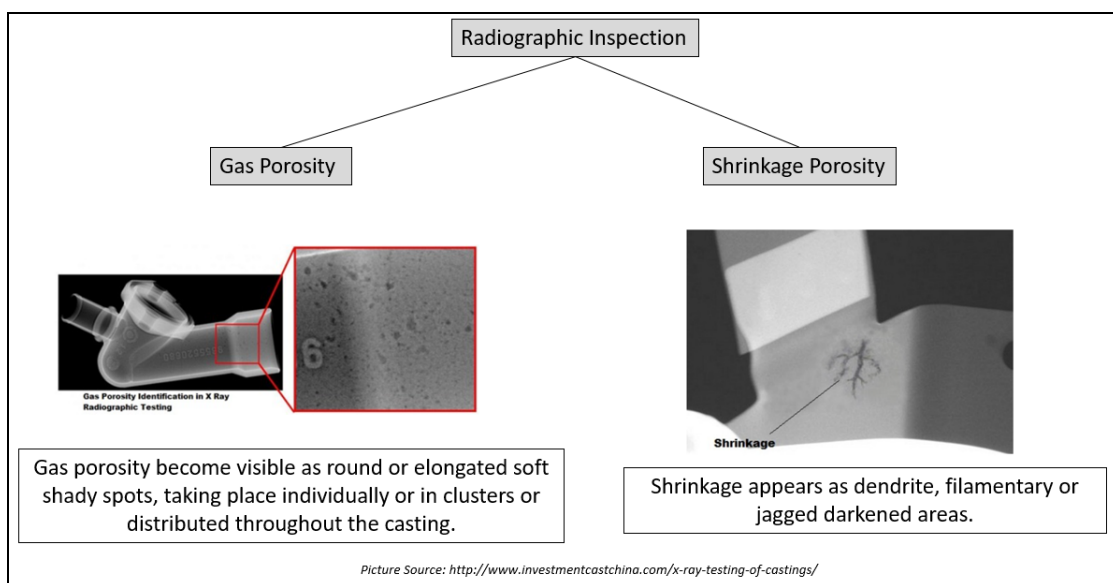 Radiographic Inspection
Gas Porosity
Shrinkage Porosity
6
Gas Porosity Identification in X Ray
Radiographic Testing
Shrinkage
Gas porosity become visible as round or elongated soft
shady spots, taking place individually or in clusters or
distributed throughout the casting.
Shrinkage appears as dendrite, filamentary or
jagged darkened areas.
Picture Source: http://www.investmentcastchina.com/x-ray-testing-of-castings/